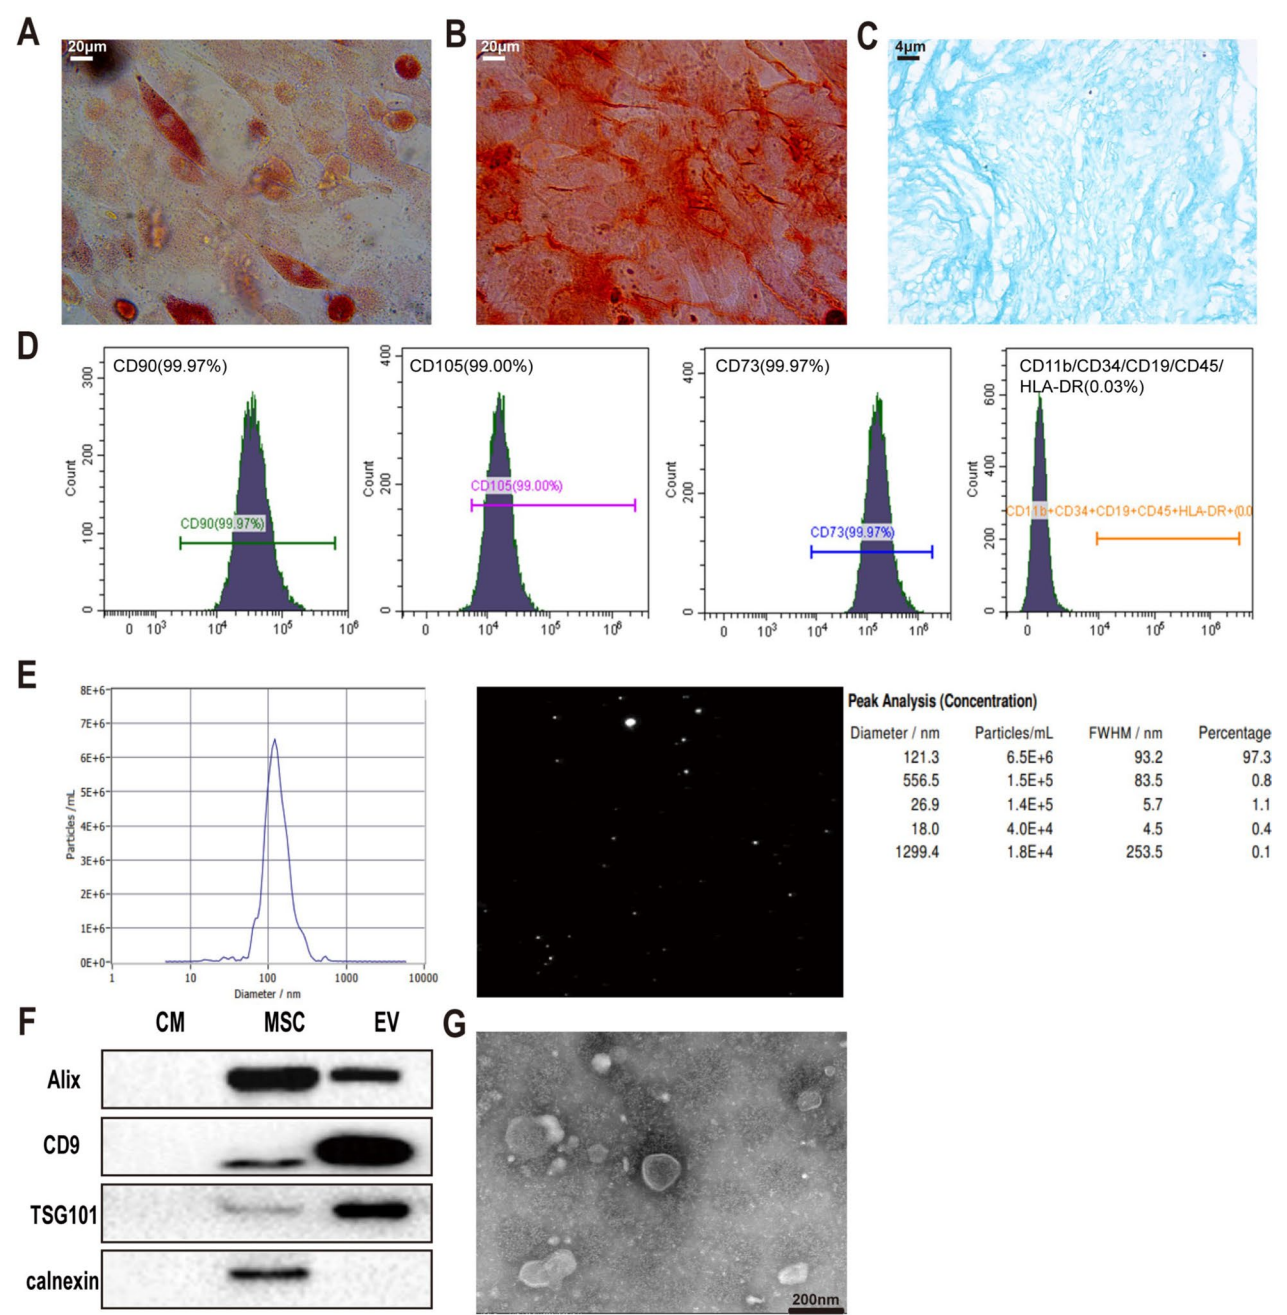 A
20μm
B
20μm
C
4μm
D
CD90(99.97%)
300
200
100
0
Count
CD90(99.97%)
0 10³ 10⁴ 10⁵ 10⁶
CD105(99.00%)
400
200
0
Count
CD105(99.00%)
0 10⁴ 10⁵ 10⁶
CD73(99.97%)
400
200
0
Count
CD73(99.97%)
0 10³ 10⁴ 10⁵ 10⁶
CD11b/CD34/CD19/CD45/
HLA-DR(0.03%)
600
400
200
0
Count
CD11b+CD34+CD19+CD45+HLA-DR+(0.0
0 10⁴ 10⁵ 10⁶
E
8E+6
7E+6
6E+6
5E+6
4E+6
3E+6
2E+6
1E+6
0E+0
Particles /mL
1 10 100 1000 10000
Diameter / nm
Peak Analysis (Concentration)
Diameter / nm Particles/mL FWHM / nm Percentage
121.3 6.5E+6 93.2 97.3
556.5 1.5E+5 83.5 0.8
26.9 1.4E+5 5.7 1.1
18.0 4.0E+4 4.5 0.4
1299.4 1.8E+4 253.5 0.1
F
CM MSC EV
Alix
CD9
TSG101
calnexin
G
200nm